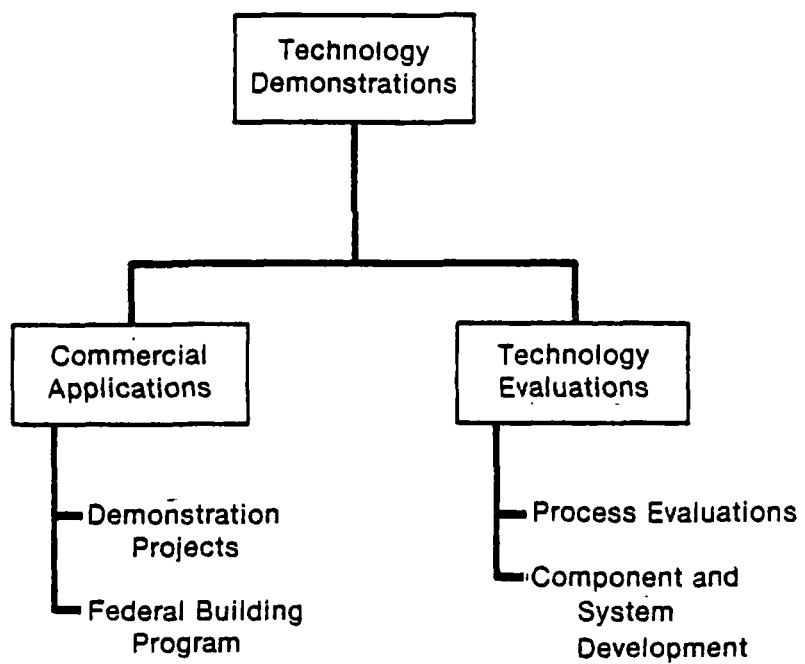 Technology
Demonstrations
Commercial
Applications
Demonstration
Projects
Federal Building
Program
Technology
Evaluations
Process Evaluations
Component and
System
Development